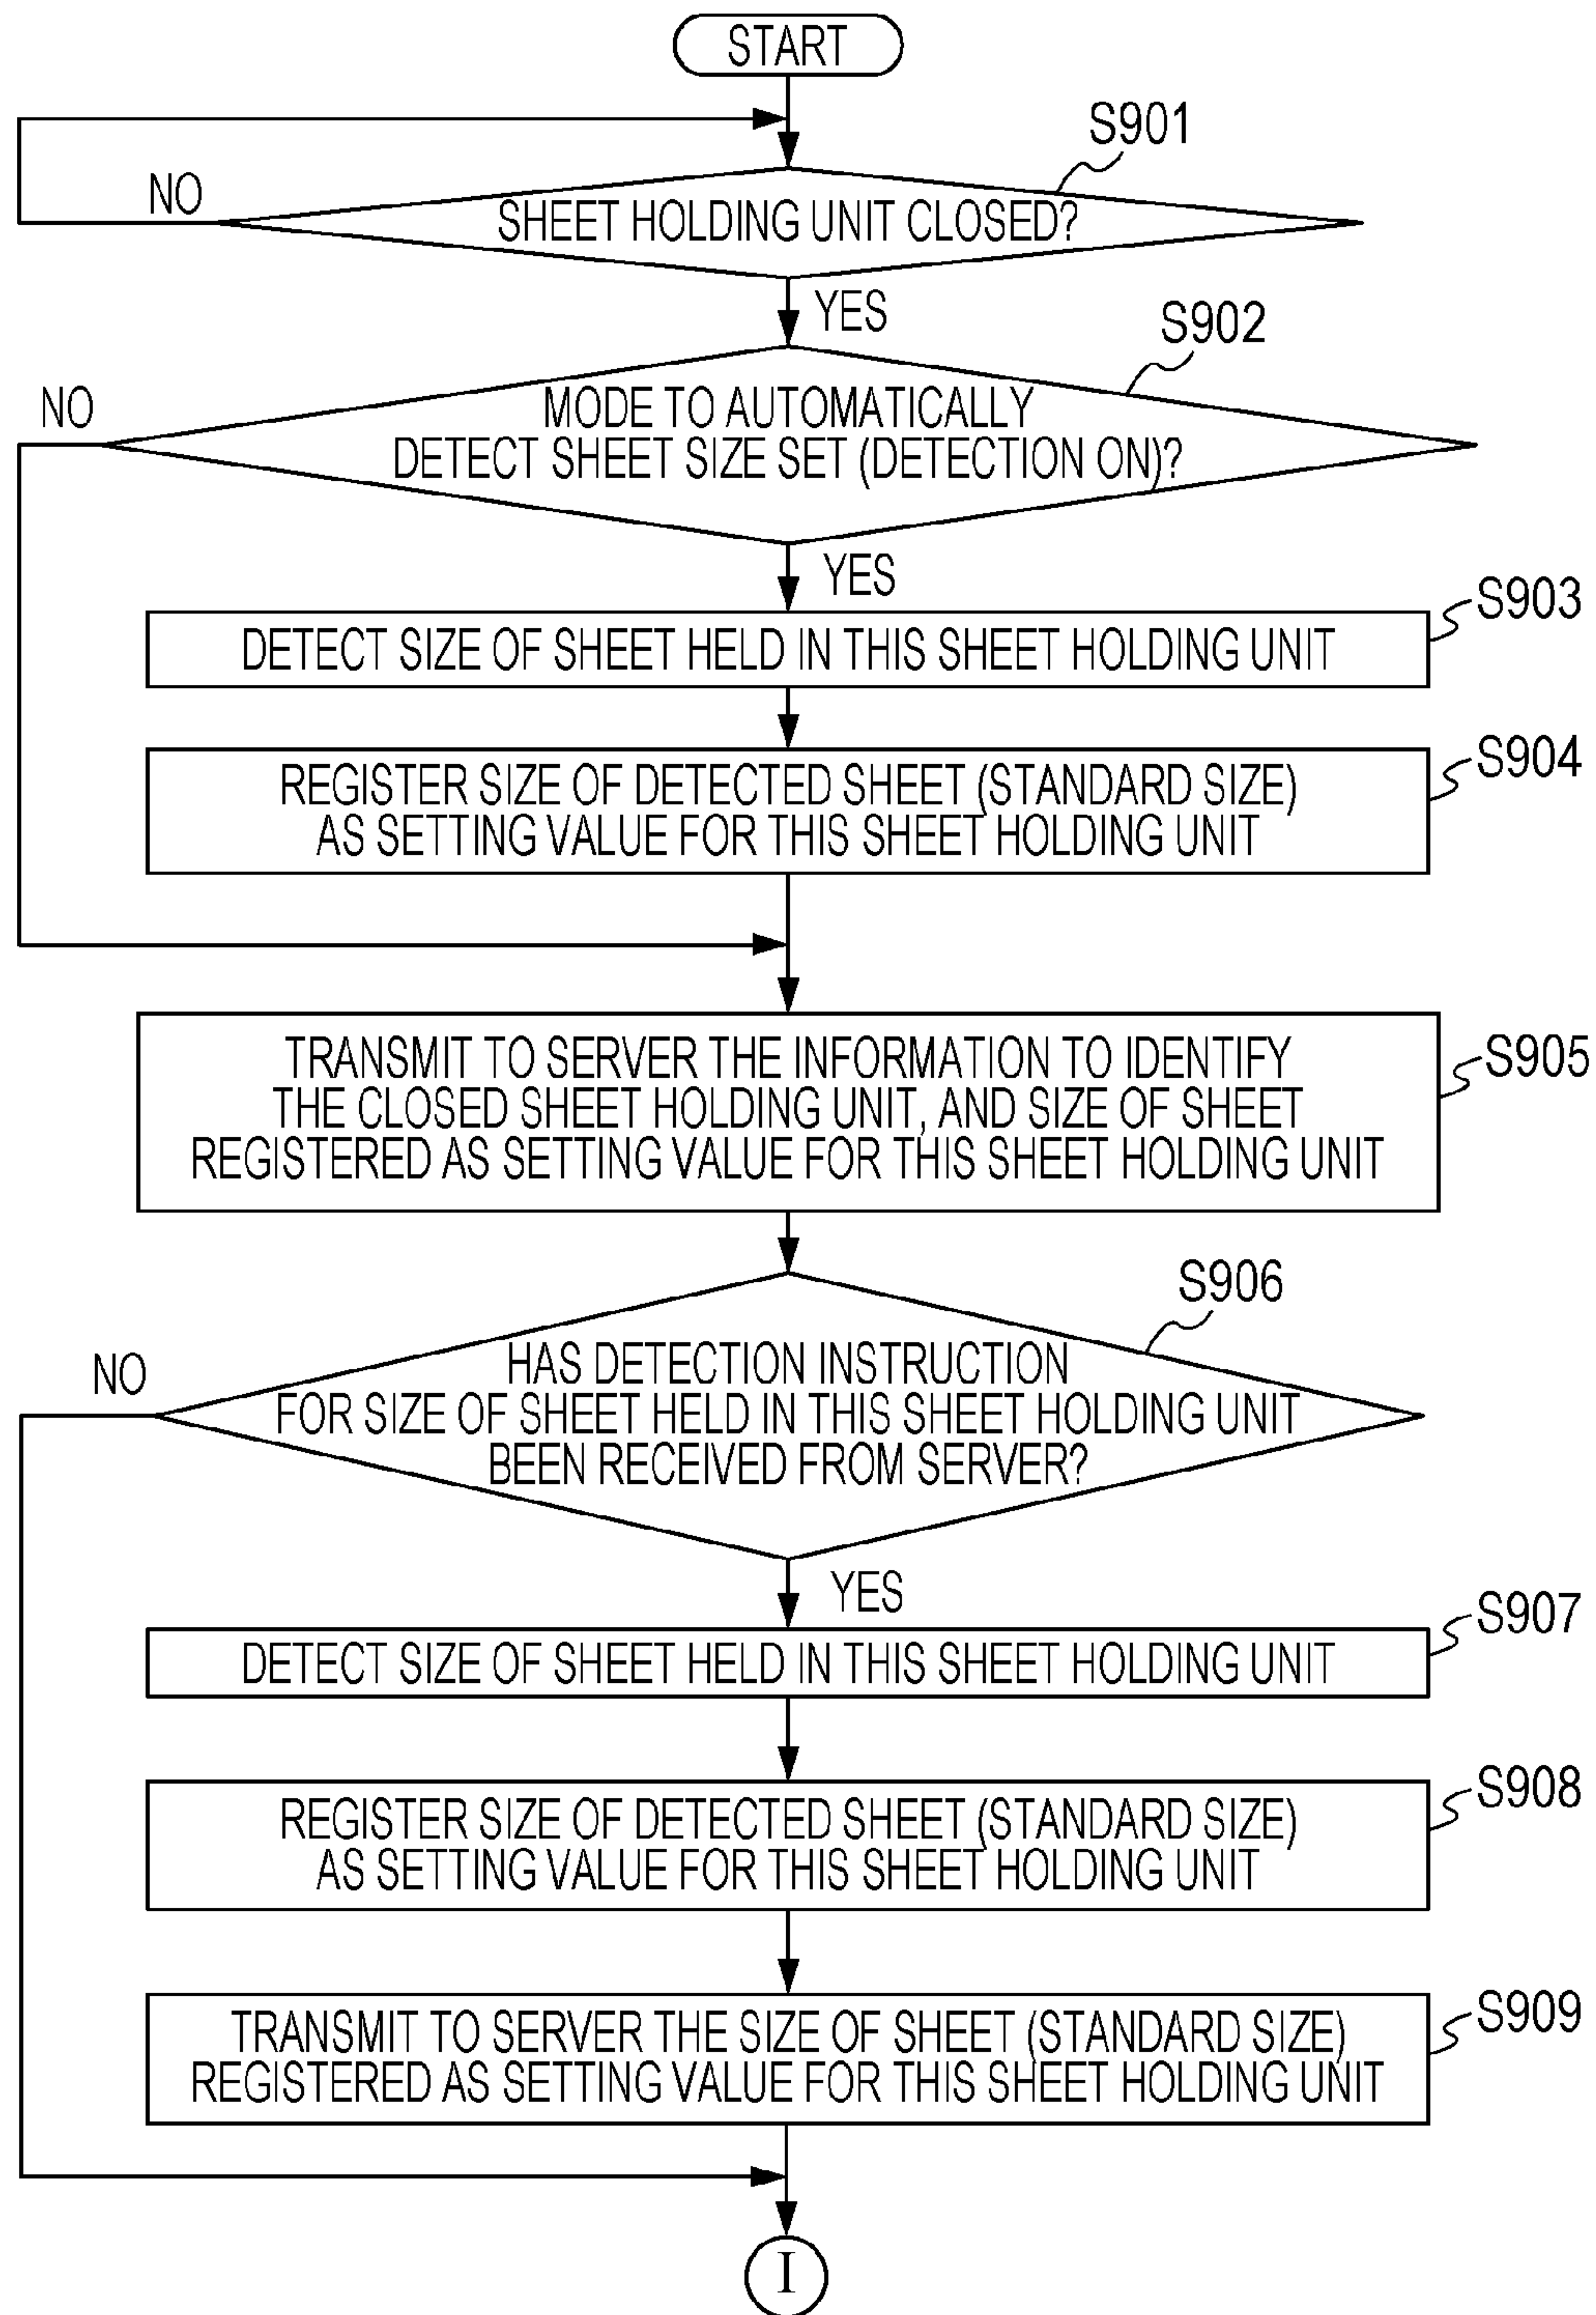 START
S901
NO
SHEET HOLDING UNIT CLOSED?
YES
S902
NO
MODE TO AUTOMATICALLY
DETECT SHEET SIZE SET (DETECTION ON)?
YES
S903
DETECT SIZE OF SHEET HELD IN THIS SHEET HOLDING UNIT
S904
REGISTER SIZE OF DETECTED SHEET (STANDARD SIZE)
AS SETTING VALUE FOR THIS SHEET HOLDING UNIT
S905
TRANSMIT TO SERVER THE INFORMATION TO IDENTIFY
THE CLOSED SHEET HOLDING UNIT, AND SIZE OF SHEET
REGISTERED AS SETTING VALUE FOR THIS SHEET HOLDING UNIT
S906
NO
HAS DETECTION INSTRUCTION
FOR SIZE OF SHEET HELD IN THIS SHEET HOLDING UNIT
BEEN RECEIVED FROM SERVER?
YES
S907
DETECT SIZE OF SHEET HELD IN THIS SHEET HOLDING UNIT
S908
REGISTER SIZE OF DETECTED SHEET (STANDARD SIZE)
AS SETTING VALUE FOR THIS SHEET HOLDING UNIT
S909
TRANSMIT TO SERVER THE SIZE OF SHEET (STANDARD SIZE)
REGISTERED AS SETTING VALUE FOR THIS SHEET HOLDING UNIT
I